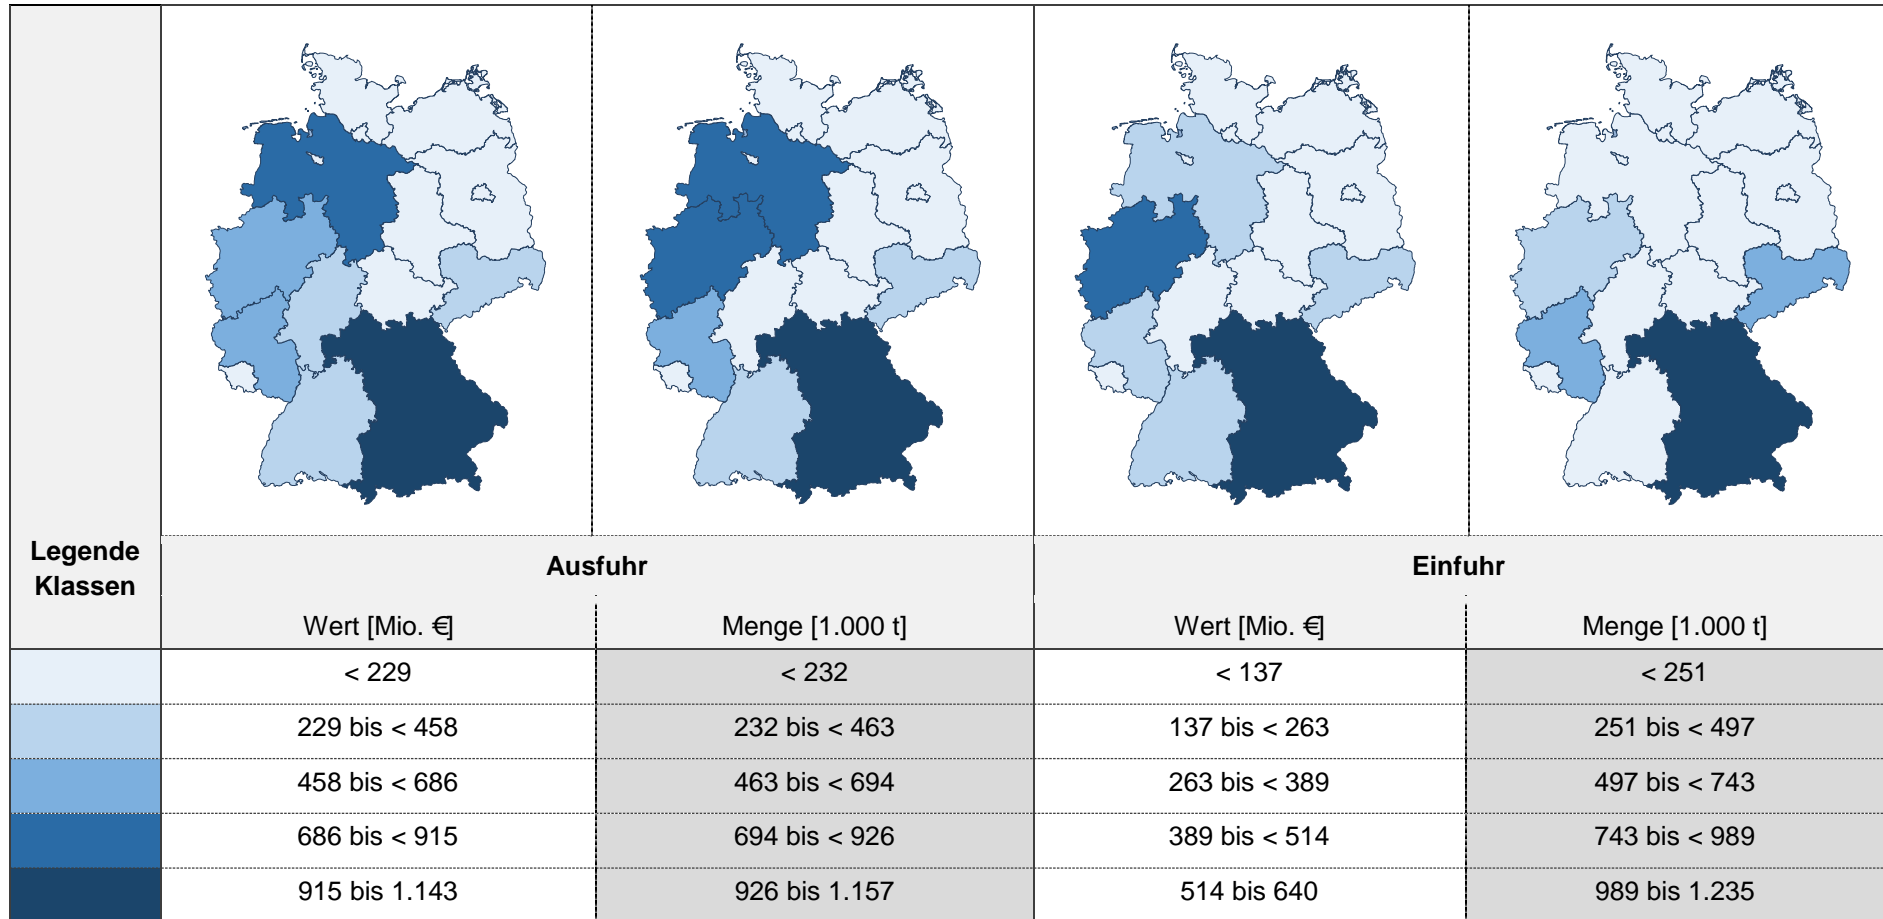 Legende
Klassen
Ausfuhr
Einfuhr
Wert [Mio. €]
Menge [1.000 t]
Wert [Mio. €]
Menge [1.000 t]
< 229
< 232
< 137
< 251
229 bis < 458
232 bis < 463
137 bis < 263
251 bis < 497
458 bis < 686
463 bis < 694
263 bis < 389
497 bis < 743
686 bis < 915
694 bis < 926
389 bis < 514
743 bis < 989
915 bis 1.143
926 bis 1.157
514 bis 640
989 bis 1.235